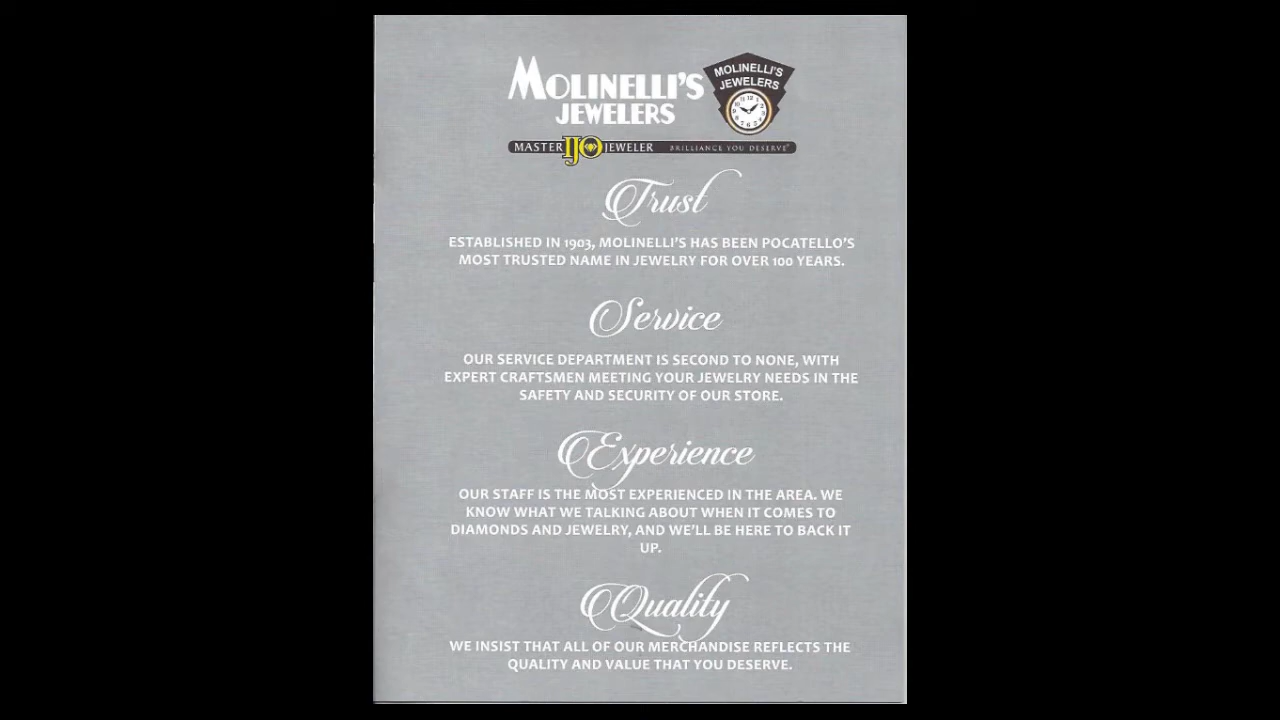 MOLINELLI'S
JEWELERS
MOLINELLI'S
JEWELERS
MASTER IJO JEWELER BRILLIANCE YOU DESERVE®
Trust
ESTABLISHED IN 1903, MOLINELLI'S HAS BEEN POCATELLO'S
MOST TRUSTED NAME IN JEWELRY FOR OVER 100 YEARS.
Service
OUR SERVICE DEPARTMENT IS SECOND TO NONE, WITH
EXPERT CRAFTSMEN MEETING YOUR JEWELRY NEEDS IN THE
SAFETY AND SECURITY OF OUR STORE.
Experience
OUR STAFF IS THE MOST EXPERIENCED IN THE AREA. WE
KNOW WHAT WE TALKING ABOUT WHEN IT COMES TO
DIAMONDS AND JEWELRY, AND WE'LL BE HERE TO BACK IT
UP.
Quality
WE INSIST THAT ALL OF OUR MERCHANDISE REFLECTS THE
QUALITY AND VALUE THAT YOU DESERVE.